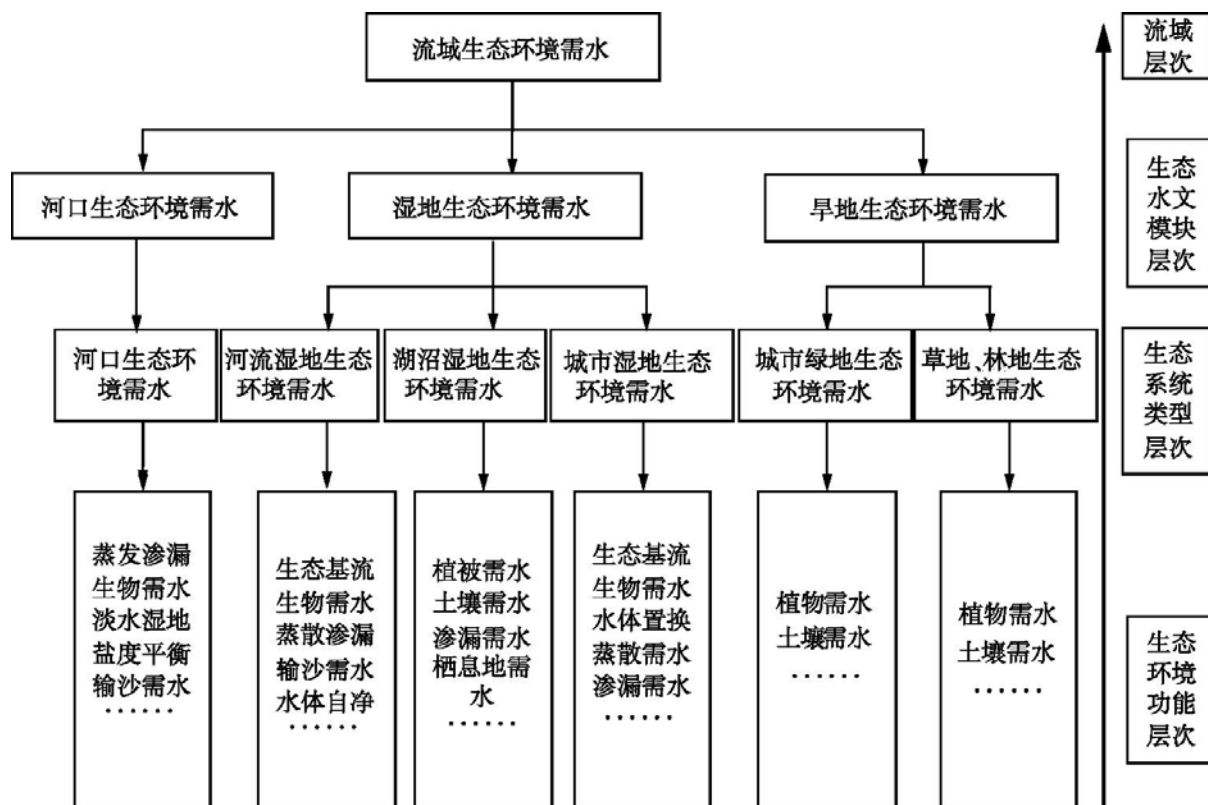 流域生态环境需水
流域
层次
河口生态环境需水
湿地生态环境需水
旱地生态环境需水
生态
水文
模块
层次
河口生态环
境需水
河流湿地生态
环境需水
湖沼湿地生态
环境需水
城市湿地生态
环境需水
城市绿地生态
环境需水
草地、林地生态
环境需水
生态
系统
类型
层次
蒸发渗漏
生物需水
淡水湿地
盐度平衡
输沙需水
······
生态基流
生物需水
蒸散渗漏
输沙需水
水体自净
······
植被需水
土壤需水
渗漏需水
栖息地需
水
······
生态基流
生物需水
水体置换
蒸散需水
渗漏需水
······
植物需水
土壤需水
······
植物需水
土壤需水
······
生态
环境
功能
层次